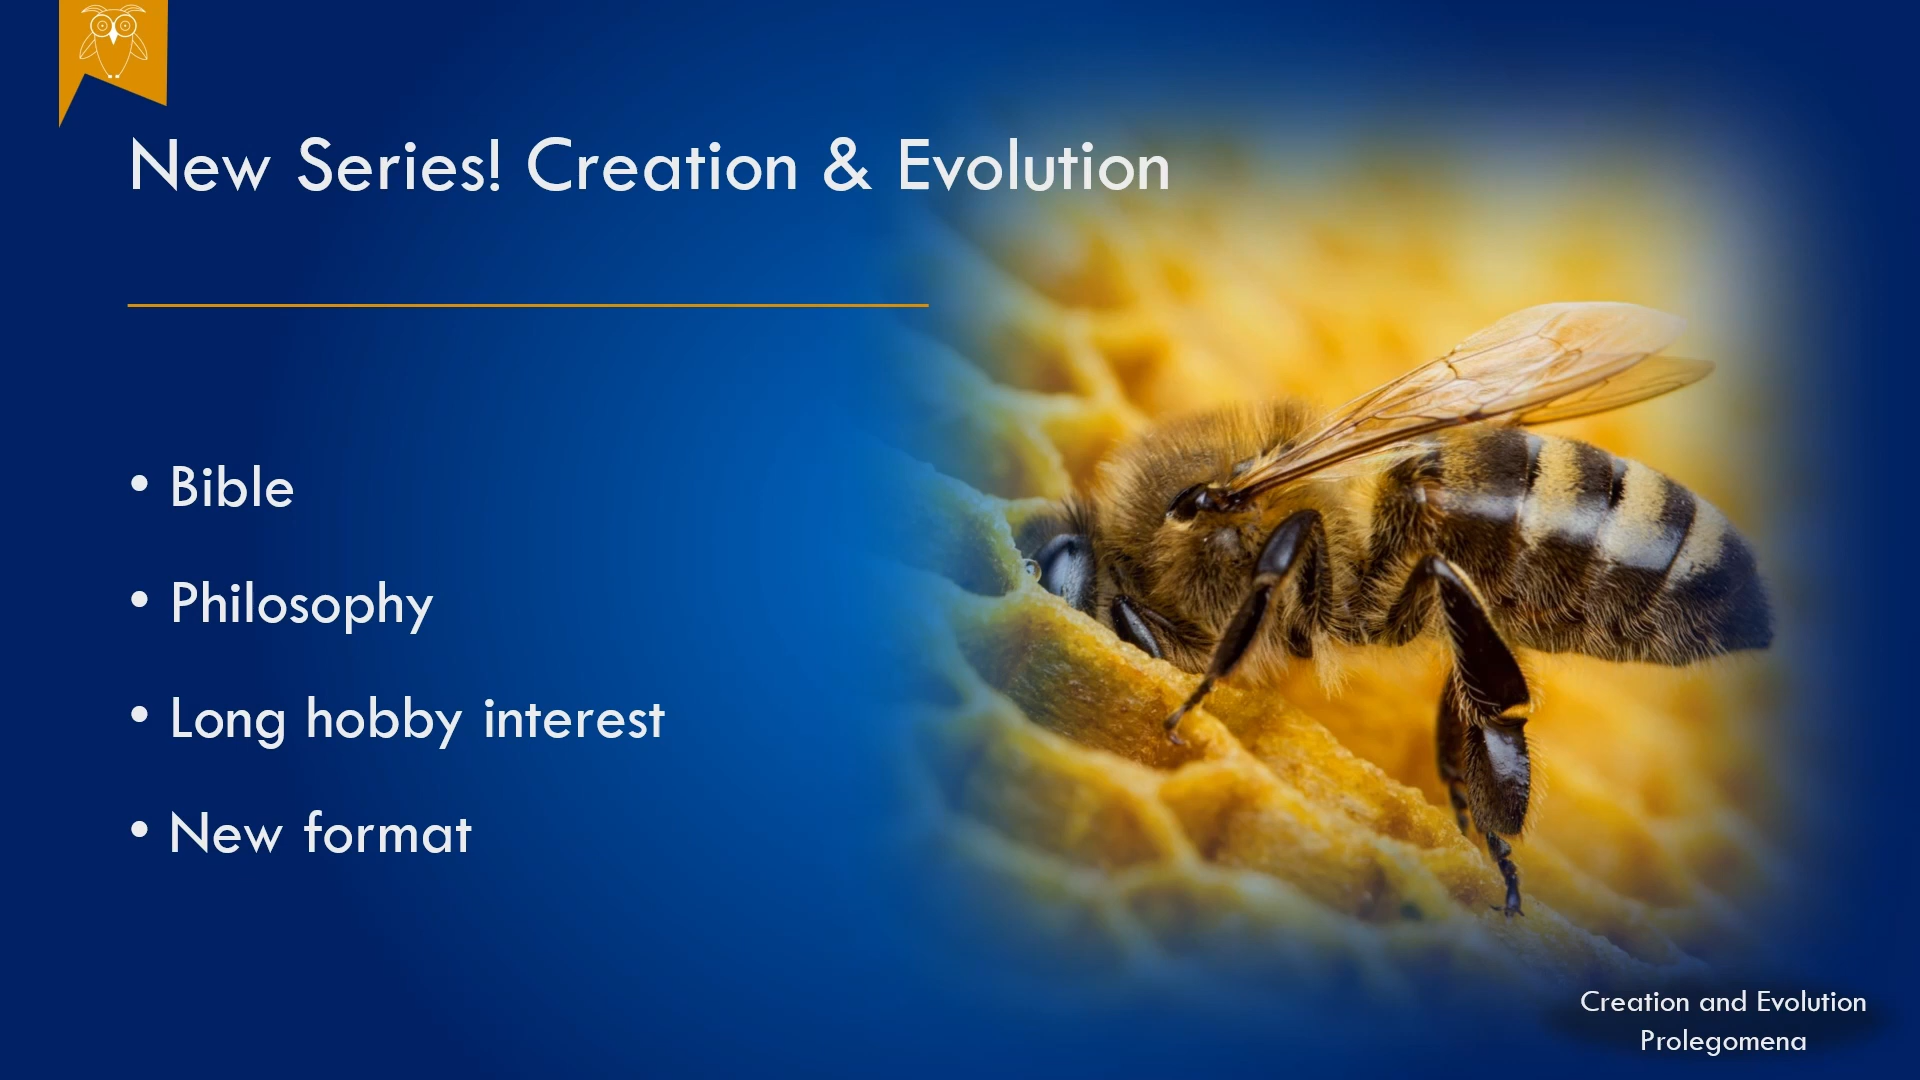 New Series! Creation & Evolution
• Bible
• Philosophy
• Long hobby interest
• New format
Creation and Evolution
Prolegomena